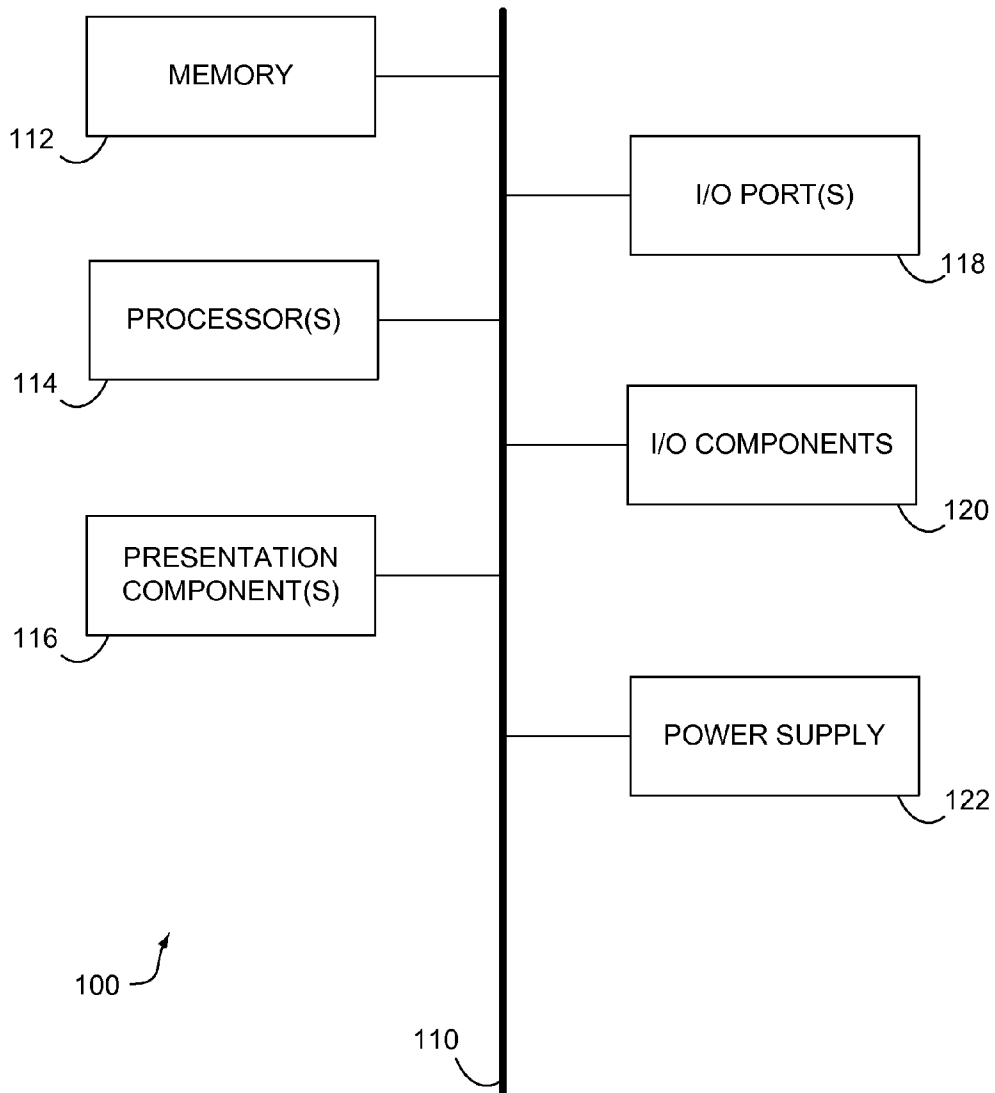 MEMORY
112
I/O PORT(S)
118
PROCESSOR(S)
114
I/O COMPONENTS
120
PRESENTATION
COMPONENT(S)
116
POWER SUPPLY
122
100
110